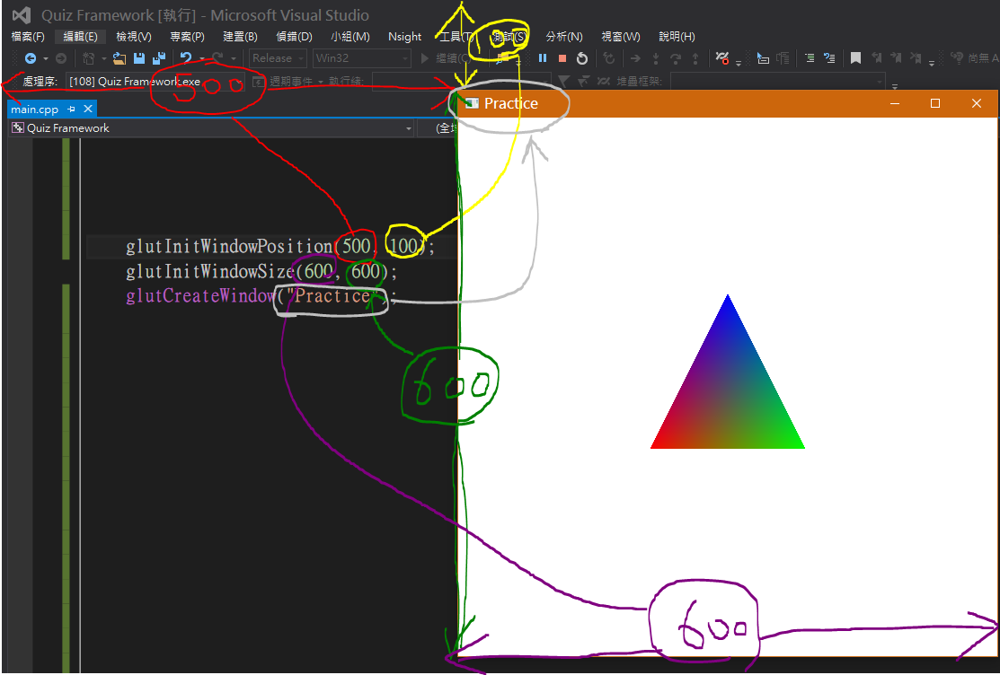 Quiz Framework [執行] - Microsoft Visual Studio
檔案(F) 編輯(E) 檢視(V) 專案(P) 建置(B) 偵錯(D) 小組(M) Nsight 工具(T) 測試(S) 分析(N) 視窗(W) 說明(H)
100
Release Win32 繼續(C)
處理序: [108] Quiz Framework.exe 週期事件 執行緒: 堆疊框架: 尚無
500
Practice
main.cpp
Quiz Framework (全域
glutInitWindowPosition(500, 100);
glutInitWindowSize(600, 600);
glutCreateWindow("Practice");
600
600